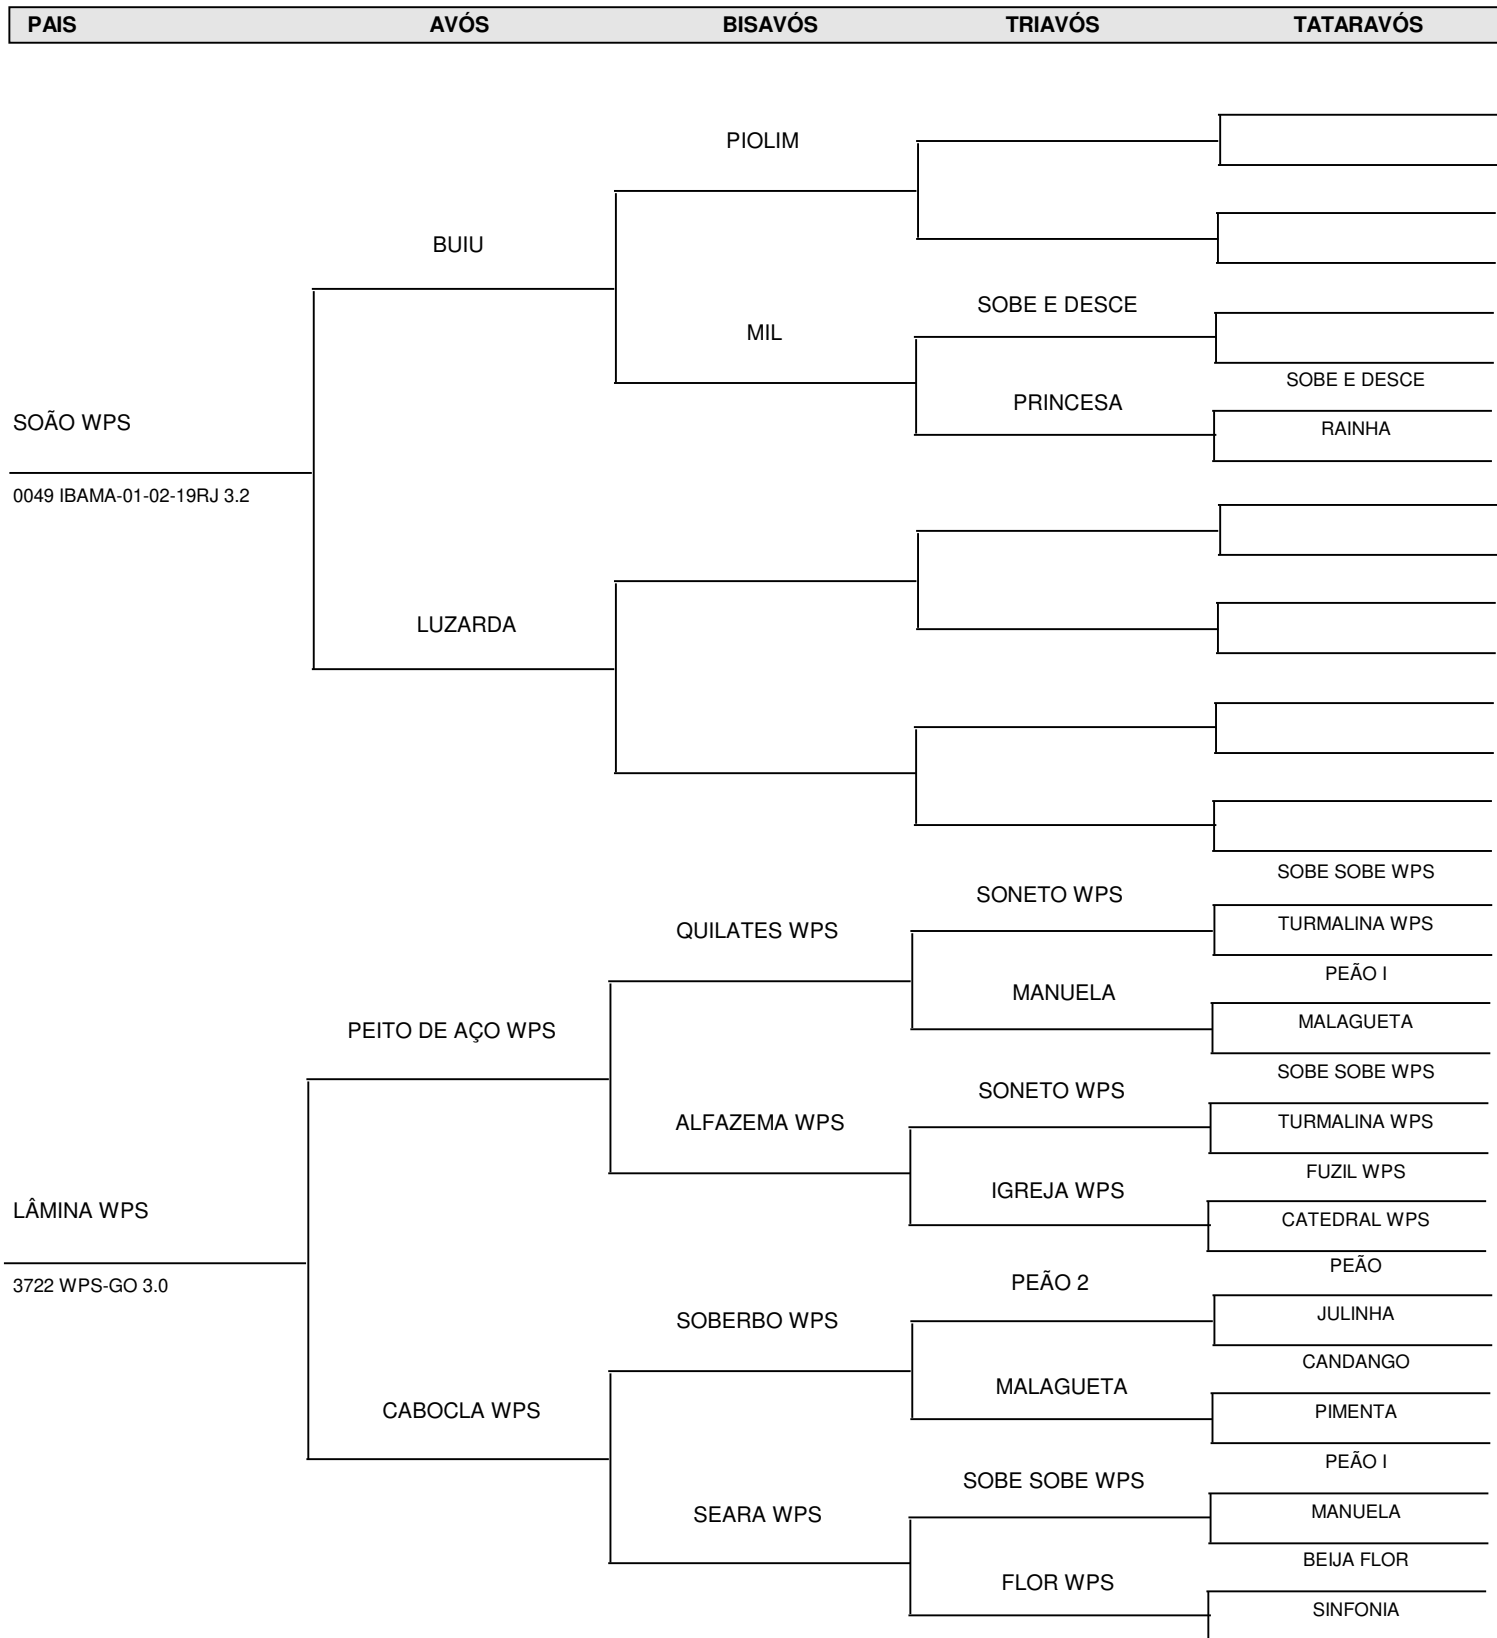 PAIS AVÓS BISAVÓS TRIAVÓS TATARAVÓS
PIOLIM
BUIU
SOBE E DESCE
MIL
SOBE E DESCE
PRINCESA
SOÃO WPS
RAINHA
0049 IBAMA-01-02-19RJ 3.2
LUZARDA
SOBE SOBE WPS
SONETO WPS
QUILATES WPS
TURMALINA WPS
PEÃO I
MANUELA
MALAGUETA
PEITO DE AÇO WPS
SOBE SOBE WPS
SONETO WPS
ALFAZEMA WPS
TURMALINA WPS
FUZIL WPS
IGREJA WPS
LÂMINA WPS
CATEDRAL WPS
PEÃO
3722 WPS-GO 3.0
PEÃO 2
SOBERBO WPS
JULINHA
CANDANGO
MALAGUETA
CABOCLA WPS
PIMENTA
PEÃO I
SOBE SOBE WPS
SEARA WPS
MANUELA
BEIJA FLOR
FLOR WPS
SINFONIA